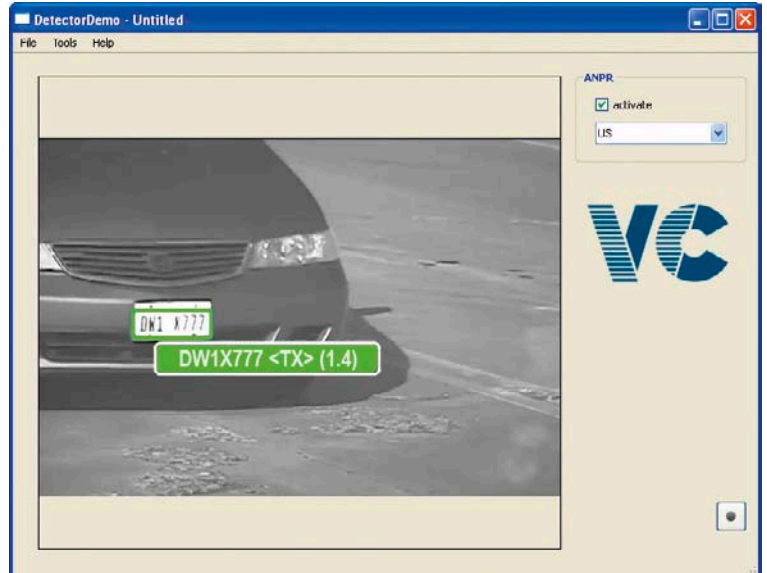 DetectorDemo - Untitled
File Tools Help
ANPR
activate
US
VC
DW1 X777
DW1X777 <TX> (1.4)